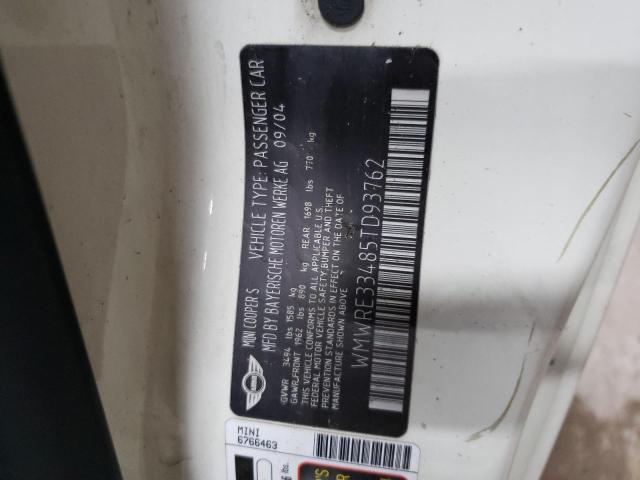 MINI COOPER S VEHICLE TYPE: PASSENGER CAR
MFD BY BAYERISCHE MOTOREN WERKE AG 09/04
GVWR 3494 lbs 1585 kg
GAWR,FRONT 1962 lbs 890 kg REAR 1698 lbs 770 kg
THIS VEHICLE CONFORMS TO ALL APPLICABLE U.S.
FEDERAL MOTOR VEHICLE SAFETY, BUMPER AND THEFT
PREVENTION STANDARDS IN EFFECT ON THE DATE OF
MANUFACTURE SHOWN ABOVE
WMWRE33485TD93762
MINI
6766463
lbs.